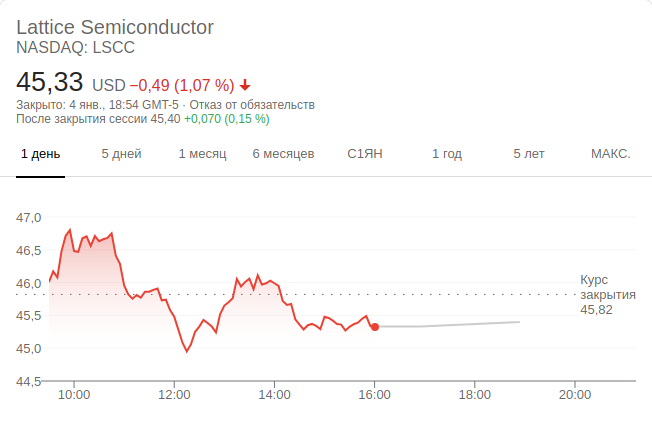 Lattice Semiconductor
NASDAQ: LSCC
45,33 USD −0,49 (1,07 %) ↓
Закрыто: 4 янв., 18:54 GMT-5 · Отказ от обязательств
После закрытия сессии 45,40 +0,070 (0,15 %)
1 день 5 дней 1 месяц 6 месяцев С1ЯН 1 год 5 лет МАКС.
47,0
46,5
46,0
45,5
45,0
44,5
Курс
закрытия
45,82
10:00 12:00 14:00 16:00 18:00 20:00